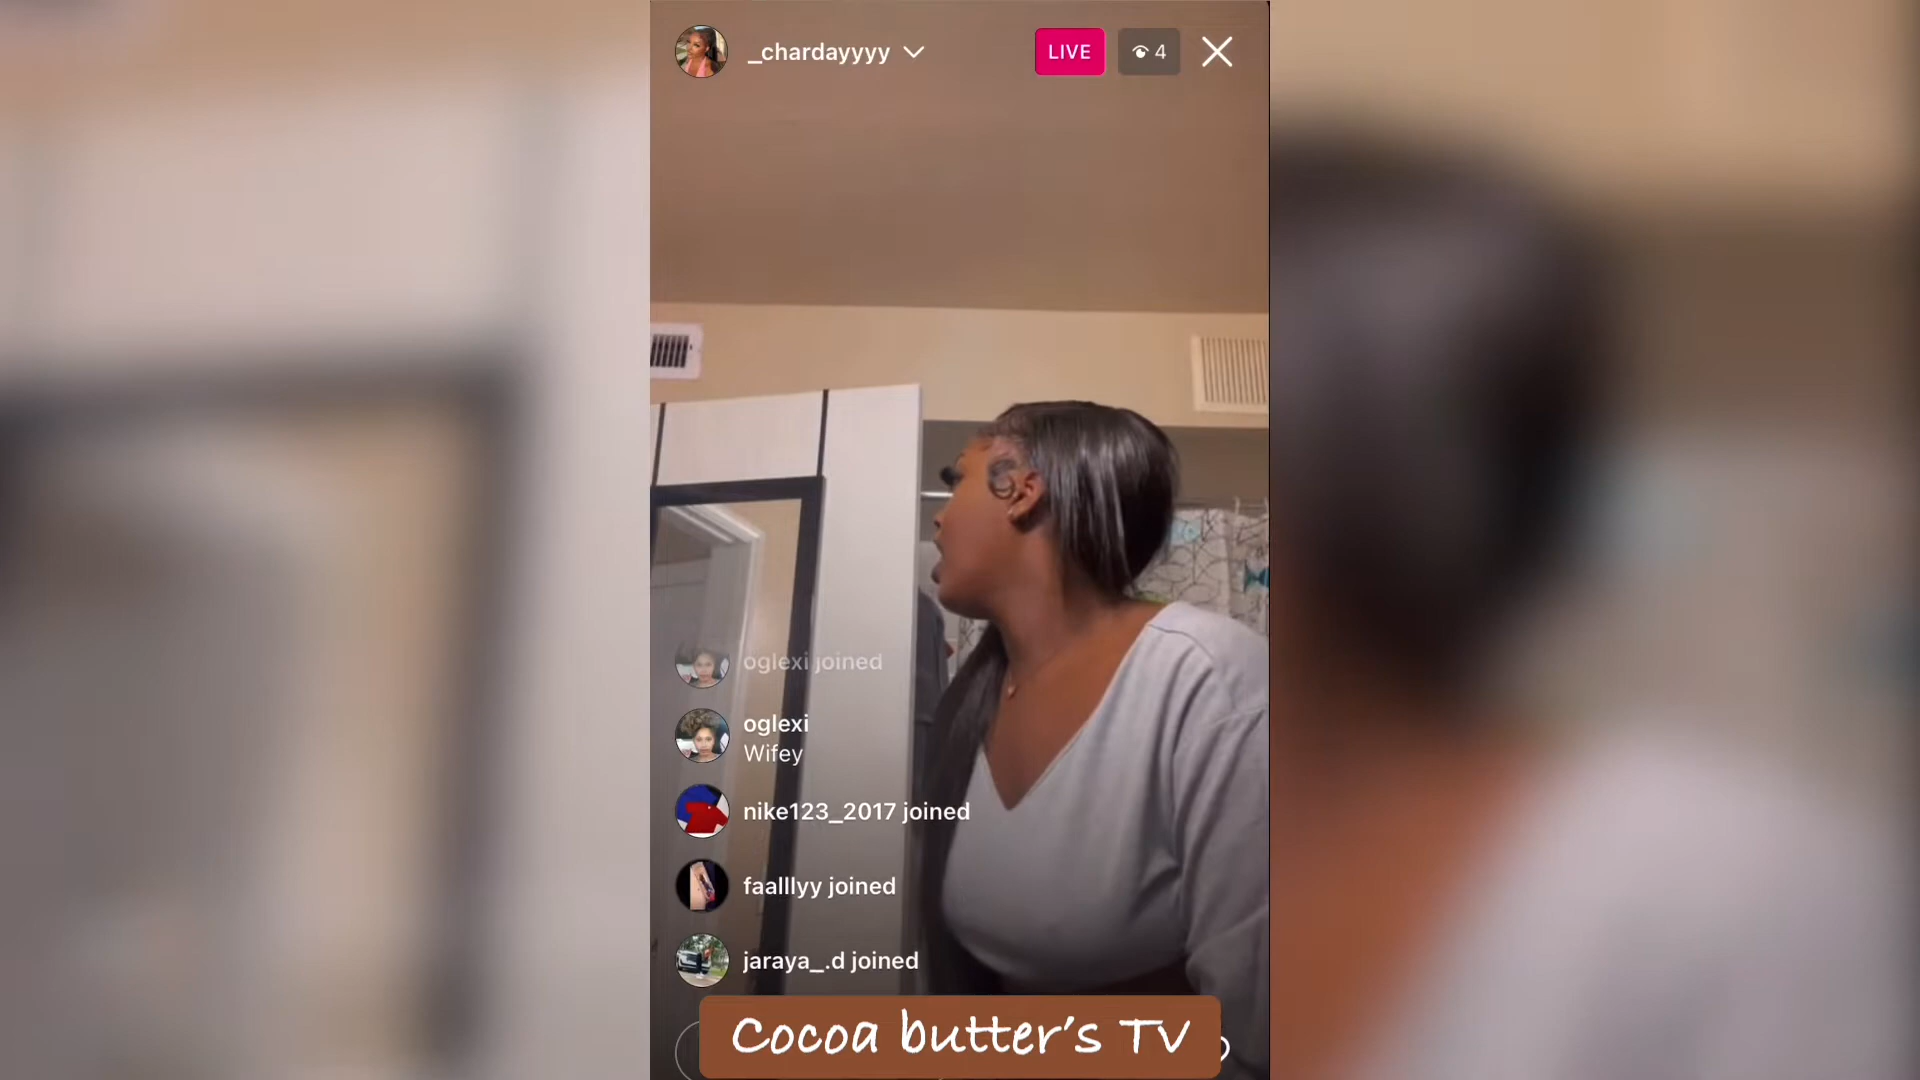 _chardayyyy
LIVE
4
oglexi joined
oglexi
Wifey
nike123_2017 joined
faalllyy joined
jaraya_.d joined
Cocoa butter's TV